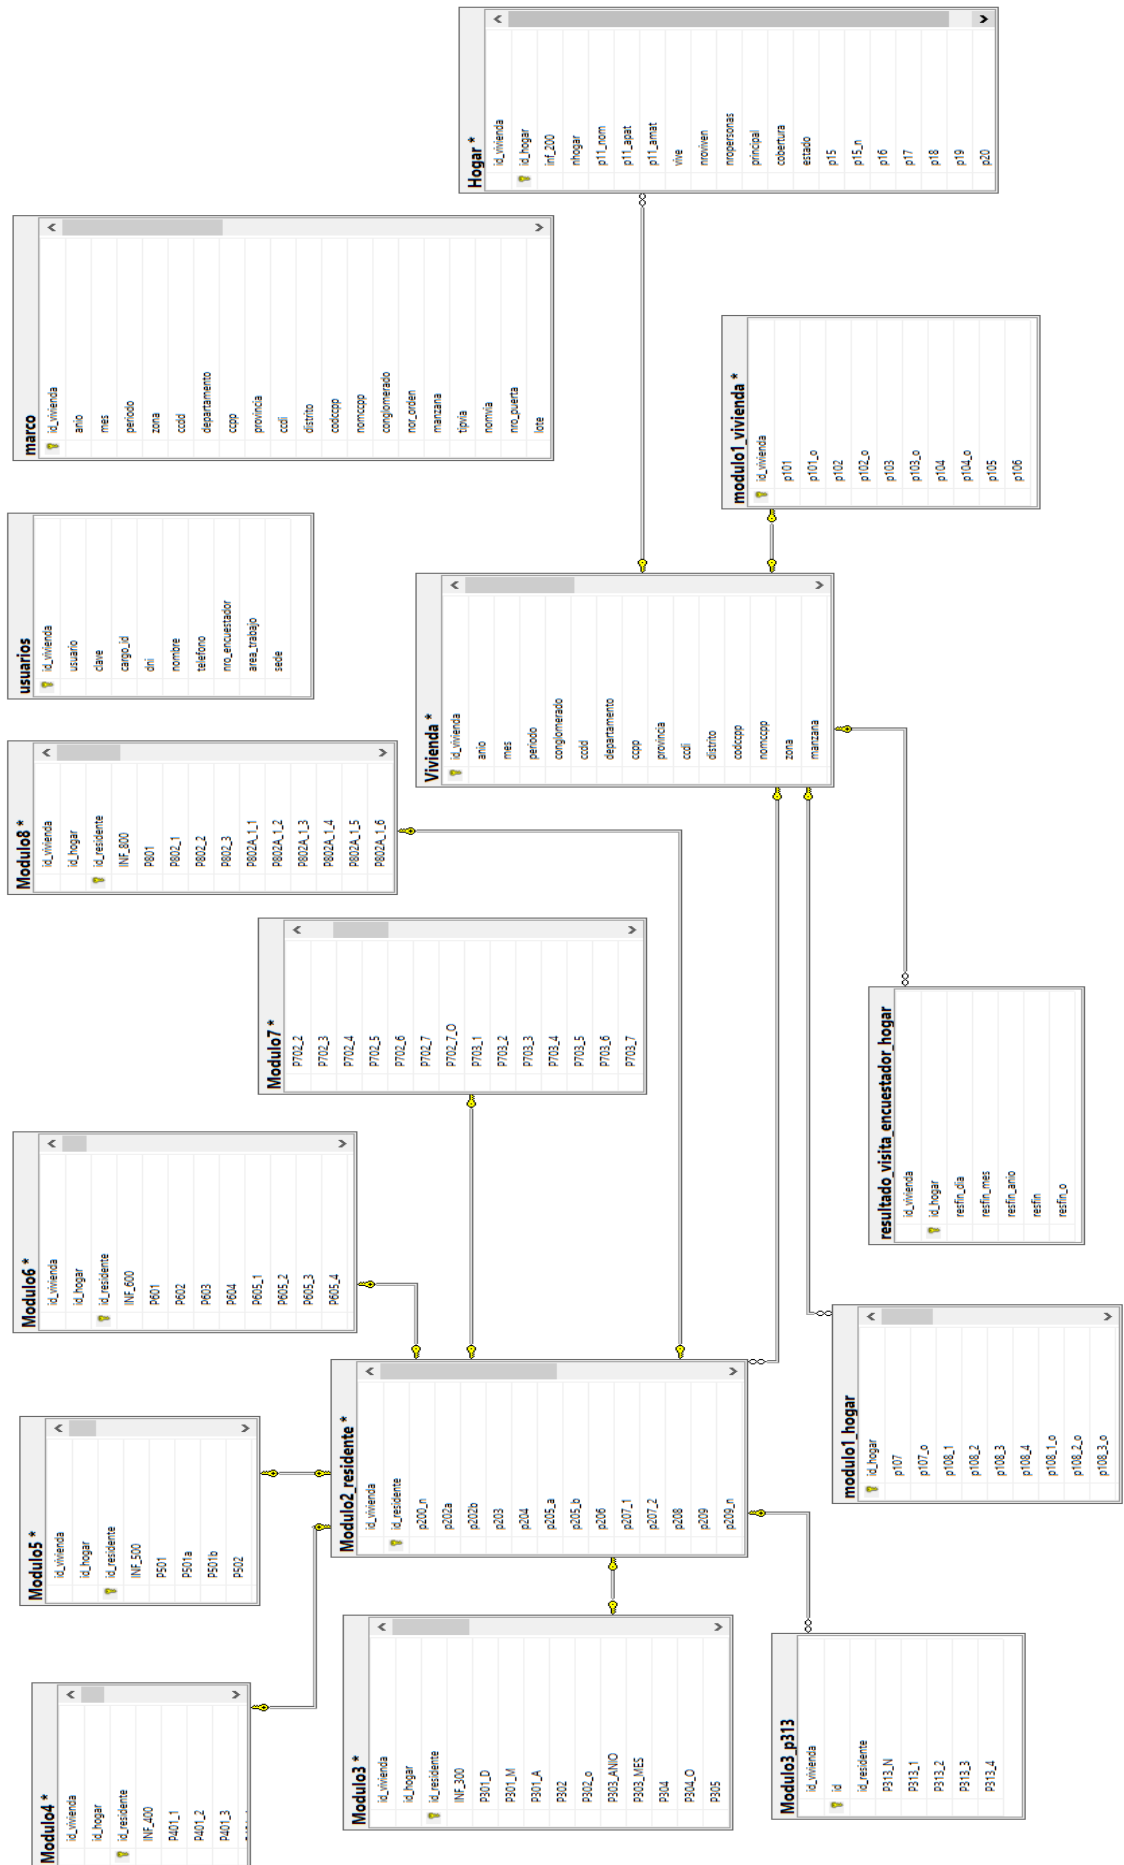 Modulo4 *
id_vivienda
id_hogar
id_residente
INF_400
P401_1
P401_2
P401_3
Modulo5 *
id_vivienda
id_hogar
id_residente
INF_500
P501
P501a
P501b
P502
Modulo6 *
id_vivienda
id_hogar
id_residente
INF_600
P601
P602
P603
P604
P605_1
P605_2
P605_3
P605_4
Modulo8 *
id_vivienda
id_hogar
id_residente
INF_800
P801
P802_1
P802_2
P802_3
P802A_1_1
P802A_1_2
P802A_1_3
P802A_1_4
P802A_1_5
P802A_1_6
usuarios
id_vivienda
usuario
clave
cargo_id
dni
nombre
telefono
nro_encuestador
area_trabajo
sede
marco
id_vivienda
anio
mes
periodo
zona
ccdd
departamento
ccpp
provincia
ccdi
distrito
codccpp
nomccpp
conglomerado
nor_orden
manzana
tipvia
nomvia
nro_puerta
lote
Modulo7 *
P702_2
P702_3
P702_4
P702_5
P702_6
P702_7
P702_7_O
P703_1
P703_2
P703_3
P703_4
P703_5
P703_6
P703_7
Modulo3 *
id_vivienda
id_hogar
id_residente
INF_300
P301_D
P301_M
P301_A
P302
P302_o
P303_ANIO
P303_MES
P304
P304_O
P305
Modulo2_residente *
id_vivienda
id_residente
p200_n
p202a
p202b
p203
p204
p205_a
p205_b
p206
p207_1
p207_2
p208
p209
p209_n
Vivienda *
id_vivienda
anio
mes
periodo
conglomerado
ccdd
departamento
ccpp
provincia
ccdi
distrito
codccpp
nomccpp
zona
manzana
Hogar *
id_vivienda
id_hogar
inf_200
nhogar
p11_nom
p11_apat
p11_amat
vive
nroviven
nropersonas
principal
cobertura
estado
p15
p15_n
p16
p17
p18
p19
p20
modulo1_vivienda *
id_vivienda
p101
p101_o
p102
p102_o
p103
p103_o
p104
p104_o
p105
p106
Modulo3_p313
id_vivienda
id
id_residente
P313_N
P313_1
P313_2
P313_3
P313_4
modulo1_hogar
id_hogar
p107
p107_o
p108_1
p108_2
p108_3
p108_4
p108_1_o
p108_2_o
p108_3_o
resultado_visita_encuestador_hogar
id_vivienda
id_hogar
resfin_dia
resfin_mes
resfin_anio
resfin
resfin_o